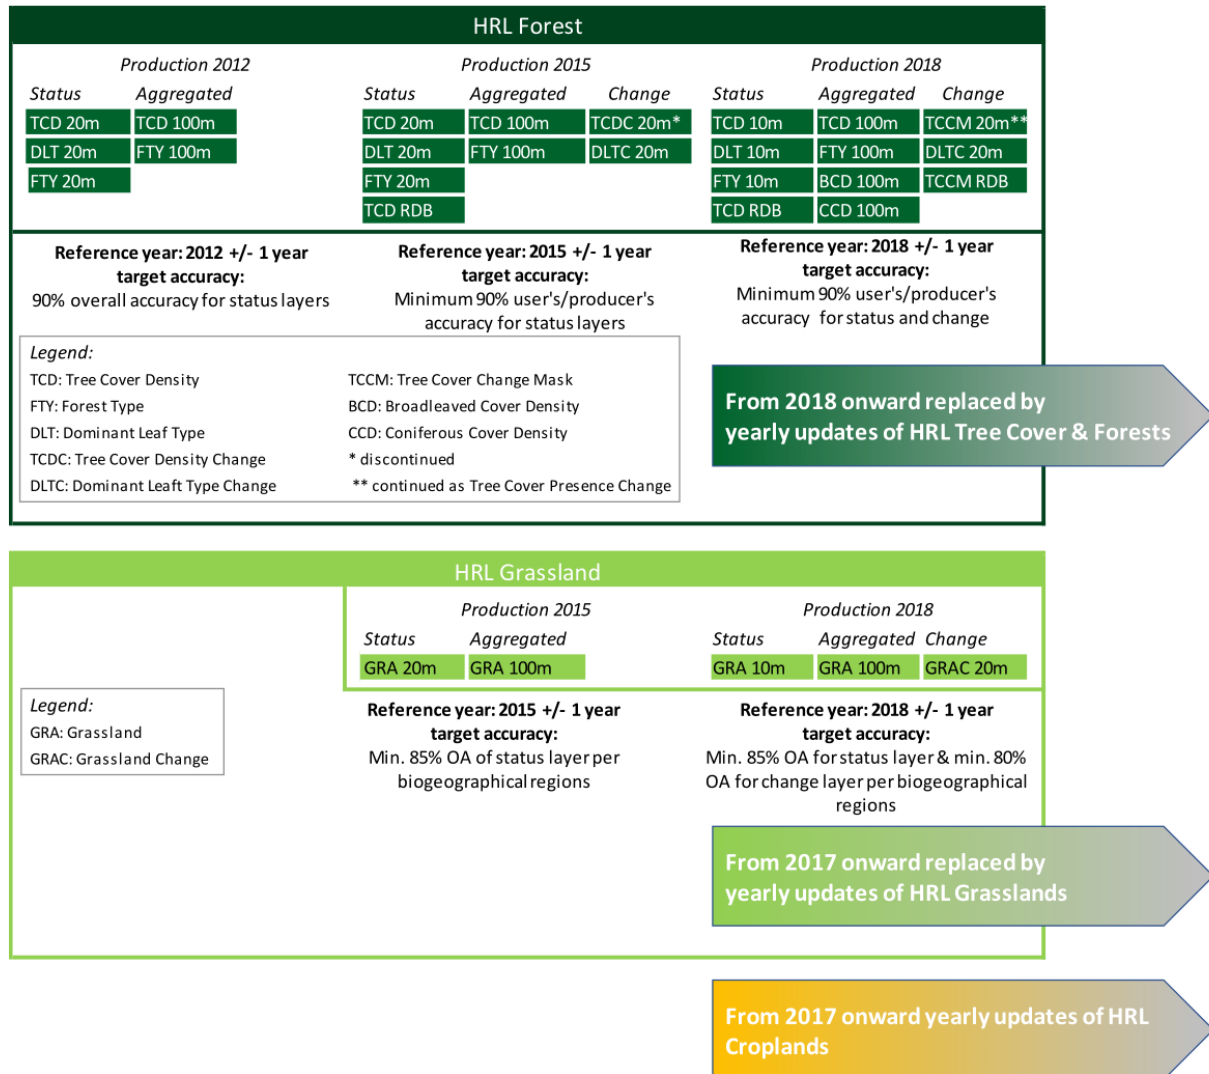 HRL Forest
Production 2012
Status Aggregated
TCD 20m TCD 100m
DLT 20m FTY 100m
FTY 20m
Production 2015
Status Aggregated Change
TCD 20m TCD 100m TCDC 20m*
DLT 20m FTY 100m DLTC 20m
FTY 20m
TCD RDB
Production 2018
Status Aggregated Change
TCD 10m TCD 100m TCCM 20m**
DLT 10m FTY 100m DLTC 20m
FTY 10m BCD 100m TCCM RDB
TCD RDB CCD 100m
Reference year: 2012 +/- 1 year
target accuracy:
90% overall accuracy for status layers
Reference year: 2015 +/- 1 year
target accuracy:
Minimum 90% user's/producer's
accuracy for status layers
Reference year: 2018 +/- 1 year
target accuracy:
Minimum 90% user's/producer's
accuracy for status and change
Legend:
TCD: Tree Cover Density
FTY: Forest Type
DLT: Dominant Leaf Type
TCDC: Tree Cover Density Change
DLTC: Dominant Leaft Type Change
TCCM: Tree Cover Change Mask
BCD: Broadleaved Cover Density
CCD: Coniferous Cover Density
* discontinued
** continued as Tree Cover Presence Change
From 2018 onward replaced by
yearly updates of HRL Tree Cover & Forests
HRL Grassland
Production 2015
Status Aggregated
GRA 20m GRA 100m
Production 2018
Status Aggregated Change
GRA 10m GRA 100m GRAC 20m
Legend:
GRA: Grassland
GRAC: Grassland Change
Reference year: 2015 +/- 1 year
target accuracy:
Min. 85% OA of status layer per
biogeographical regions
Reference year: 2018 +/- 1 year
target accuracy:
Min. 85% OA for status layer & min. 80%
OA for change layer per biogeographical
regions
From 2017 onward replaced by
yearly updates of HRL Grasslands
From 2017 onward yearly updates of HRL
Croplands